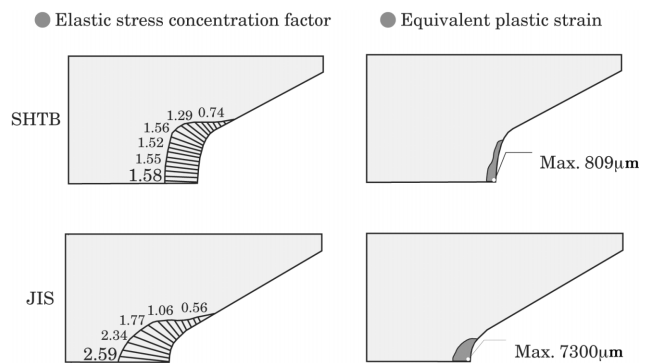 Elastic stress concentration factor
Equivalent plastic strain
SHTB
1.29 0.74
1.56
1.52
1.55
1.58
Max. 809μm
JIS
1.77 1.06 0.56
2.34
2.59
Max. 7300μm